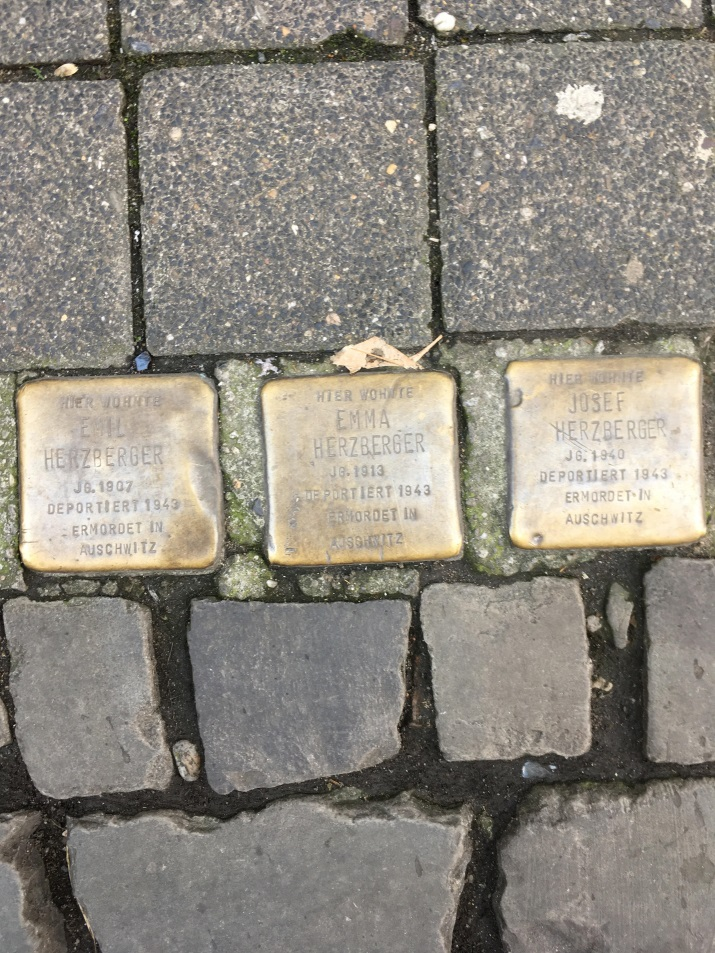 HIER WOHNTE
EMIL
HERZBERGER
JG. 1907
DEPORTIERT 1943
ERMORDET IN
AUSCHWITZ
HIER WOHNTE
EMMA
HERZBERGER
JG. 1913
DEPORTIERT 1943
ERMORDET IN
AUSCHWITZ
HIER WOHNTE
JOSEF
HERZBERGER
JG. 1940
DEPORTIERT 1943
ERMORDET IN
AUSCHWITZ